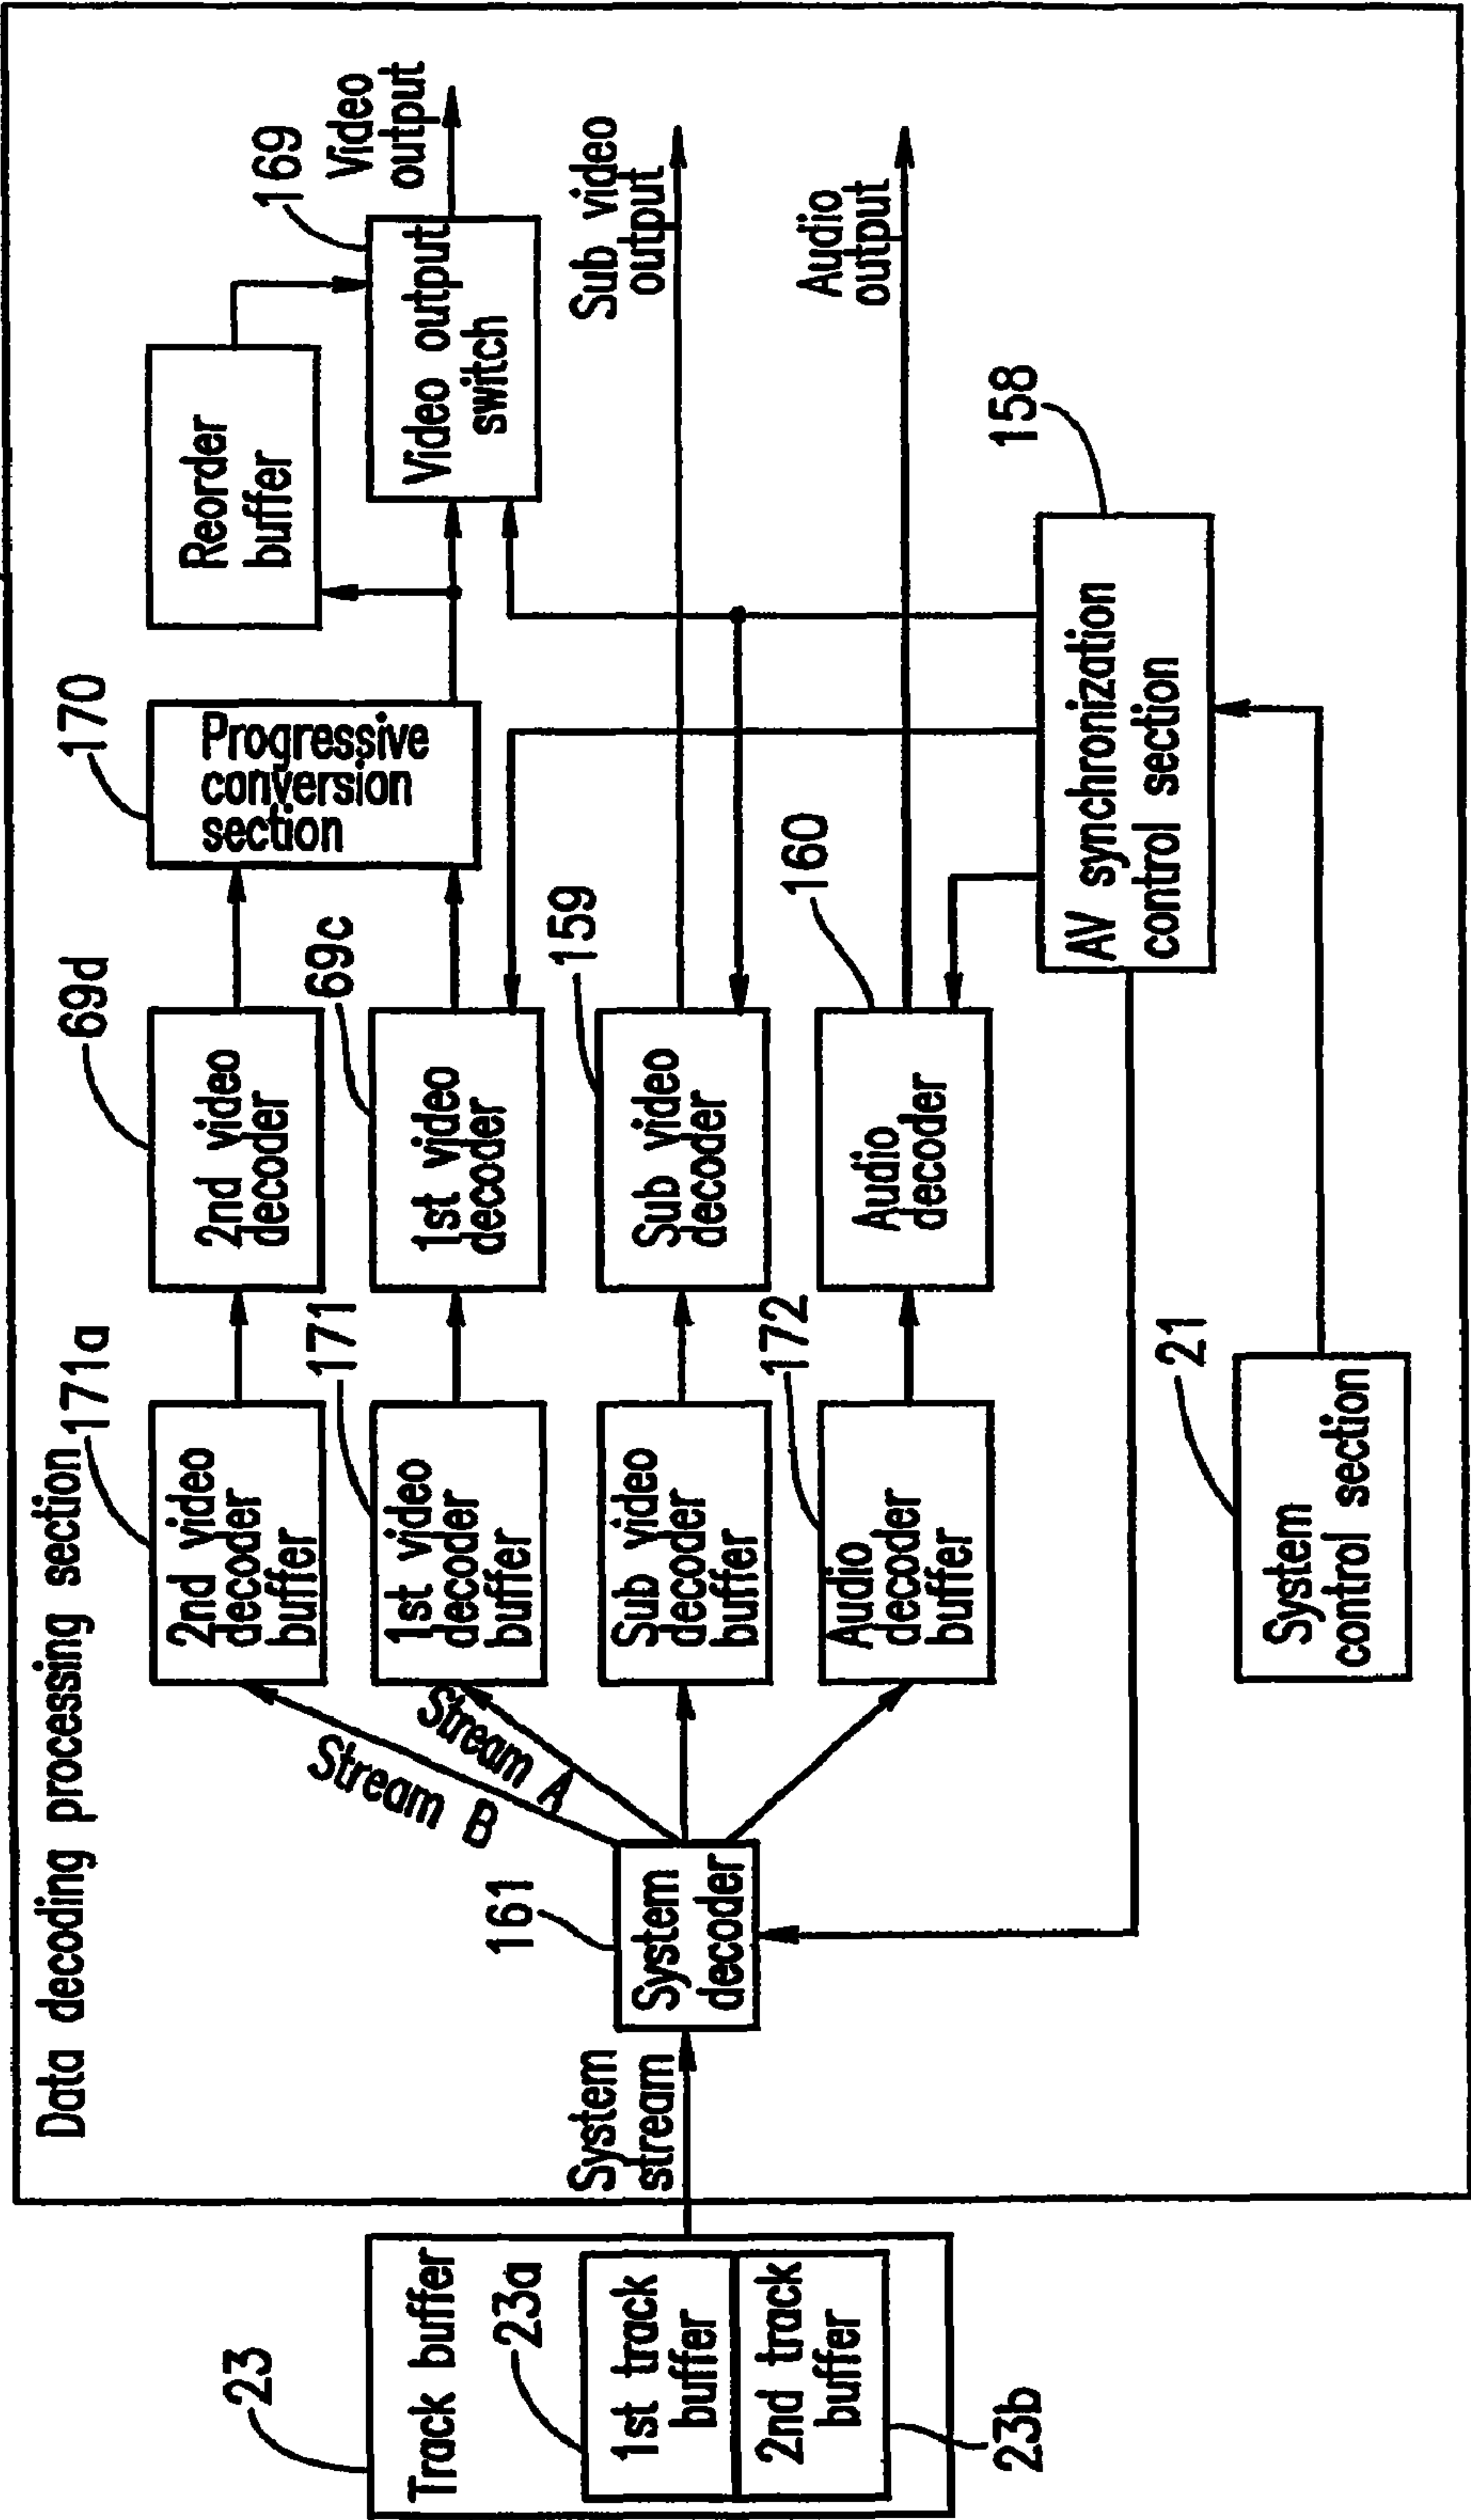 Data decoding processing section
171a
69d
170
2nd video
decoder
buffer
2nd video
decoder
Progressive
conversion
section
Reorder
buffer
169
Video
output
23
Track buffer
23a
1st track
buffer
2nd track
buffer
23b
System
stream
161
System
decoder
Stream B
Stream A
171
1st video
decoder
buffer
69c
1st video
decoder
Video output
switch
Sub video
decoder
buffer
159
Sub video
decoder
Sub video
output
172
Audio
decoder
buffer
160
Audio
decoder
Audio
output
158
AV synchronization
control section
21
System
control section